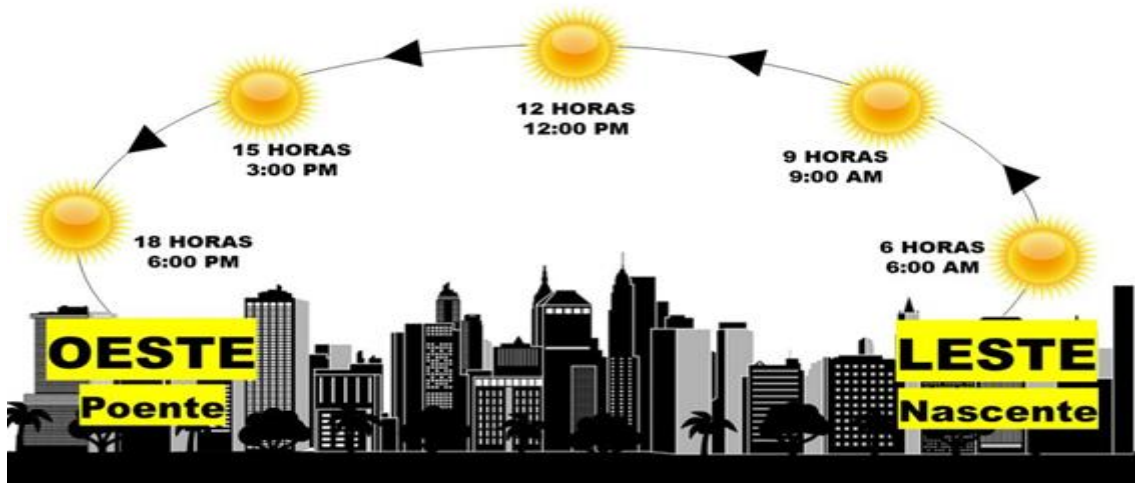 12 HORAS
12:00 PM
15 HORAS
3:00 PM
9 HORAS
9:00 AM
18 HORAS
6:00 PM
6 HORAS
6:00 AM
OESTE
Poente
LESTE
Nascente